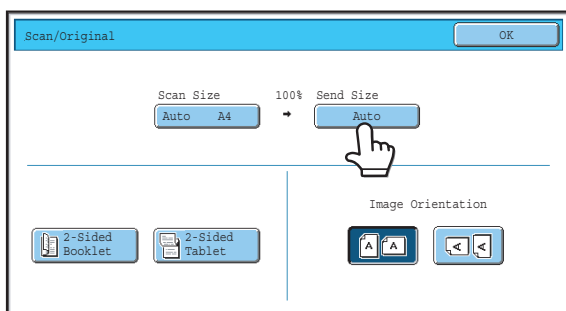 Scan/Original
OK
Scan Size 100% Send Size
Auto A4 → Auto
Image Orientation
2-Sided
Booklet
2-Sided
Tablet
A A A A